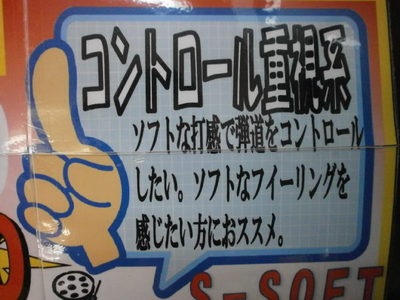 コントロール重視系
ソフトな打感で弾道をコントロール
したい。ソフトなフィーリングを
感じたい方におススメ。
S-SOFT